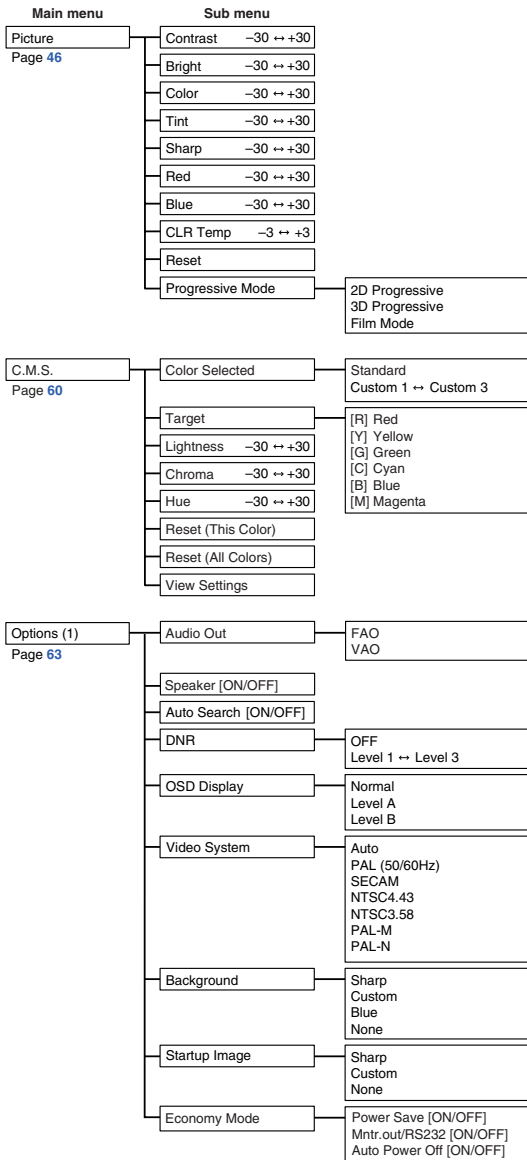 Main menu Sub menu
Picture
Page 46
Contrast –30 ↔ +30
Bright –30 ↔ +30
Color –30 ↔ +30
Tint –30 ↔ +30
Sharp –30 ↔ +30
Red –30 ↔ +30
Blue –30 ↔ +30
CLR Temp –3 ↔ +3
Reset
Progressive Mode
2D Progressive
3D Progressive
Film Mode
C.M.S.
Page 60
Color Selected
Standard
Custom 1 ↔ Custom 3
Target
[R] Red
[Y] Yellow
[G] Green
[C] Cyan
[B] Blue
[M] Magenta
Lightness –30 ↔ +30
Chroma –30 ↔ +30
Hue –30 ↔ +30
Reset (This Color)
Reset (All Colors)
View Settings
Options (1)
Page 63
Audio Out
FAO
VAO
Speaker [ON/OFF]
Auto Search [ON/OFF]
DNR
OFF
Level 1 ↔ Level 3
OSD Display
Normal
Level A
Level B
Video System
Auto
PAL (50/60Hz)
SECAM
NTSC4.43
NTSC3.58
PAL-M
PAL-N
Background
Sharp
Custom
Blue
None
Startup Image
Sharp
Custom
None
Economy Mode
Power Save [ON/OFF]
Mntr.out/RS232 [ON/OFF]
Auto Power Off [ON/OFF]